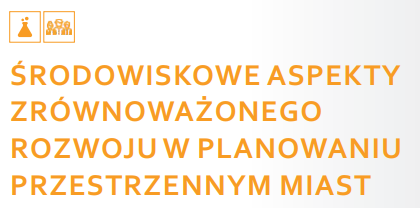 ŚRODOWISKOWE ASPEKTY
ZRÓWNOWAŻONEGO
ROZWOJU W PLANOWANIU
PRZESTRZENNYM MIAST